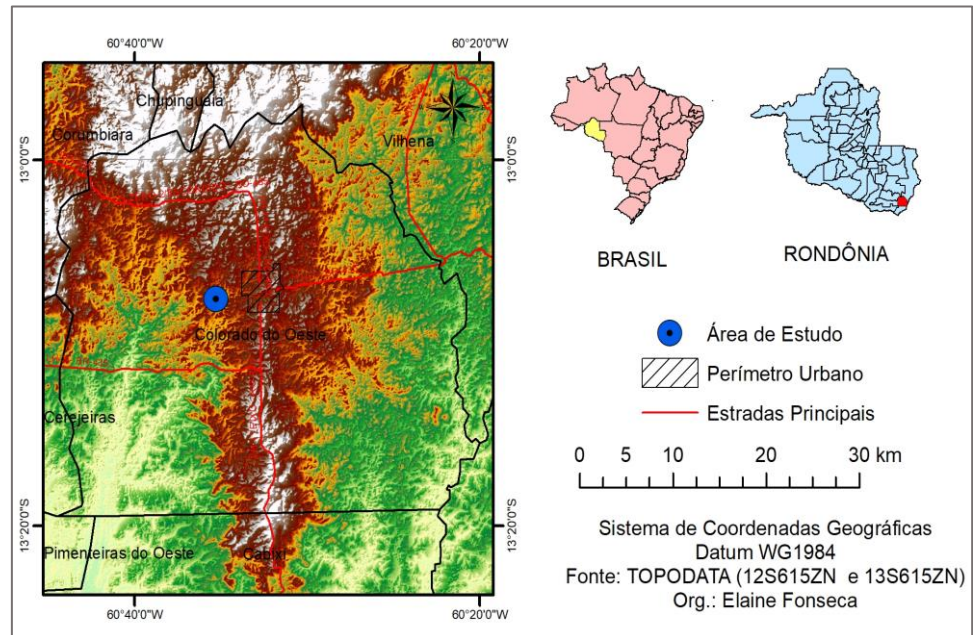 60°40'0"W
60°20'0"W
Chupinguaia
Corumbiara
Vilhena
13°0'0"S
13°0'0"S
Colorado do Oeste
Cerejeiras
13°20'0"S
13°20'0"S
Pimenteiras do Oeste
Cabixi
60°40'0"W
60°20'0"W
BRASIL
RONDÔNIA
Área de Estudo
Perímetro Urbano
Estradas Principais
0 5 10 20 30 km
Sistema de Coordenadas Geográficas
Datum WG1984
Fonte: TOPODATA (12S615ZN e 13S615ZN)
Org.: Elaine Fonseca